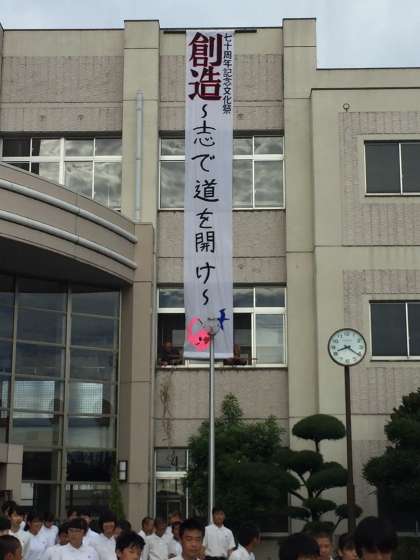 七十周年記念文化祭
創造
～志で道を開け～